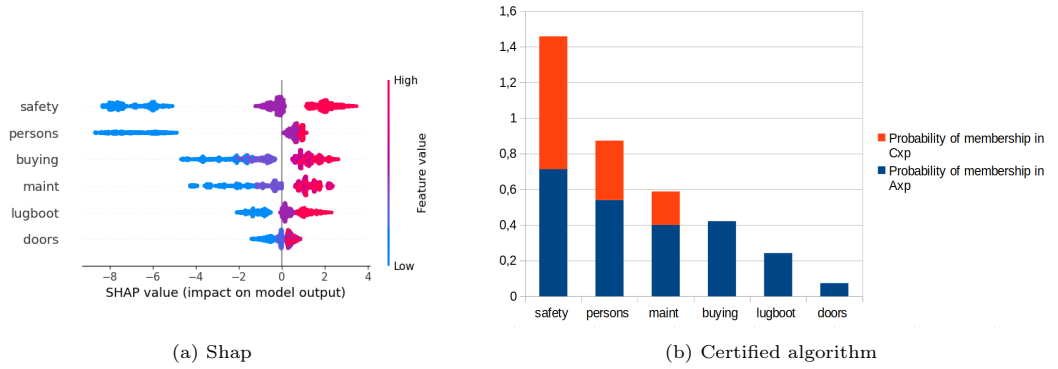 High
safety
persons
buying
maint
lugboot
doors
Feature value
Low
−8 −6 −4 −2 0 2 4
SHAP value (impact on model output)
(a) Shap
1,6
1,4
1,2
1
0,8
0,6
0,4
0,2
0
safety persons maint buying lugboot doors
Probability of membership in
Cxp
Probability of membership in
Axp
(b) Certified algorithm